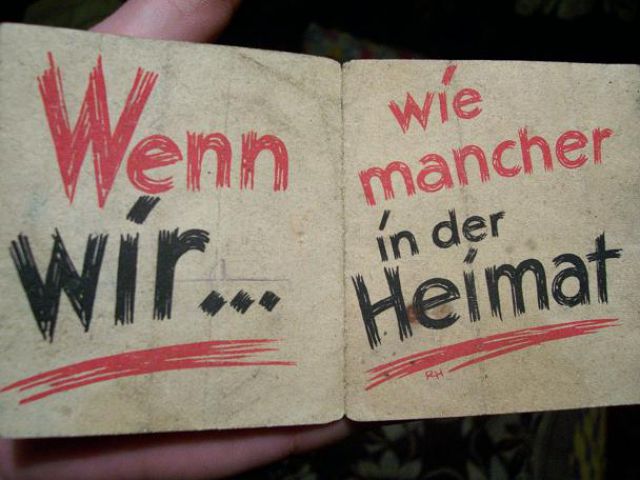 Wenn
wir...
wie
mancher
in der
Heimat
RH